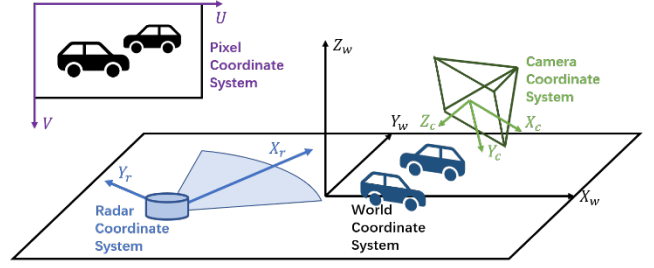 U
Pixel
Coordinate
System
V
Z_w
Camera
Coordinate
System
Z_c
X_c
Y_c
Y_w
X_r
Y_r
Radar
Coordinate
System
World
Coordinate
System
X_w